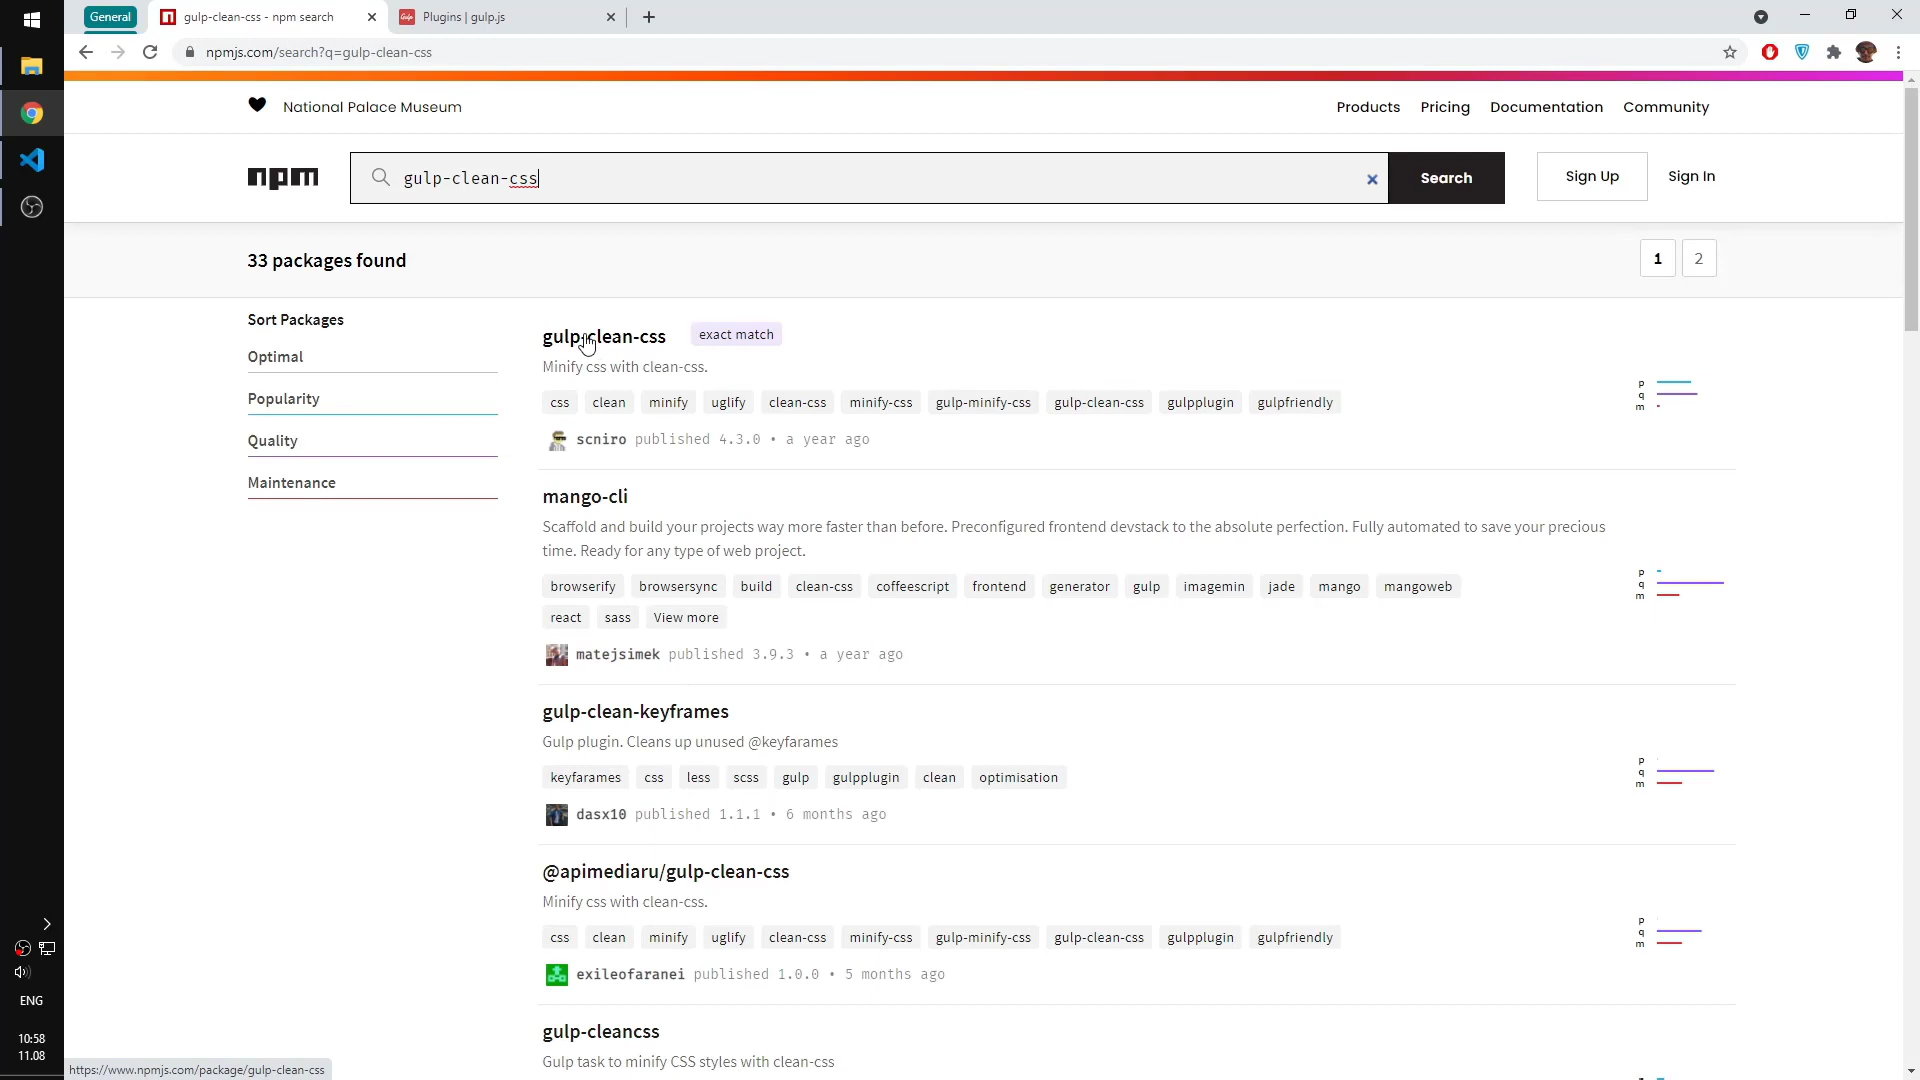 General
gulp-clean-css - npm search
Plugins | gulp.js
npmjs.com/search?q=gulp-clean-css
National Palace Museum
Products
Pricing
Documentation
Community
npm
gulp-clean-css
Search
Sign Up
Sign In
33 packages found
1
2
Sort Packages
Optimal
Popularity
Quality
Maintenance
gulp-clean-css
exact match
Minify css with clean-css.
css clean minify uglify clean-css minify-css gulp-minify-css gulp-clean-css gulpplugin gulpfriendly
scniro published 4.3.0 • a year ago
p
q
m
mango-cli
Scaffold and build your projects way more faster than before. Preconfigured frontend devstack to the absolute perfection. Fully automated to save your precious
time. Ready for any type of web project.
browserify browsersync build clean-css coffeescript frontend generator gulp imagemin jade mango mangoweb
react sass View more
matejsimek published 3.9.3 • a year ago
p
q
m
gulp-clean-keyframes
Gulp plugin. Cleans up unused @keyfarames
keyfarames css less scss gulp gulpplugin clean optimisation
dasx10 published 1.1.1 • 6 months ago
p
q
m
@apimediaru/gulp-clean-css
Minify css with clean-css.
css clean minify uglify clean-css minify-css gulp-minify-css gulp-clean-css gulpplugin gulpfriendly
exileofaranei published 1.0.0 • 5 months ago
p
q
m
gulp-cleancss
Gulp task to minify CSS styles with clean-css
ENG
10:58
11.08
https://www.npmjs.com/package/gulp-clean-css